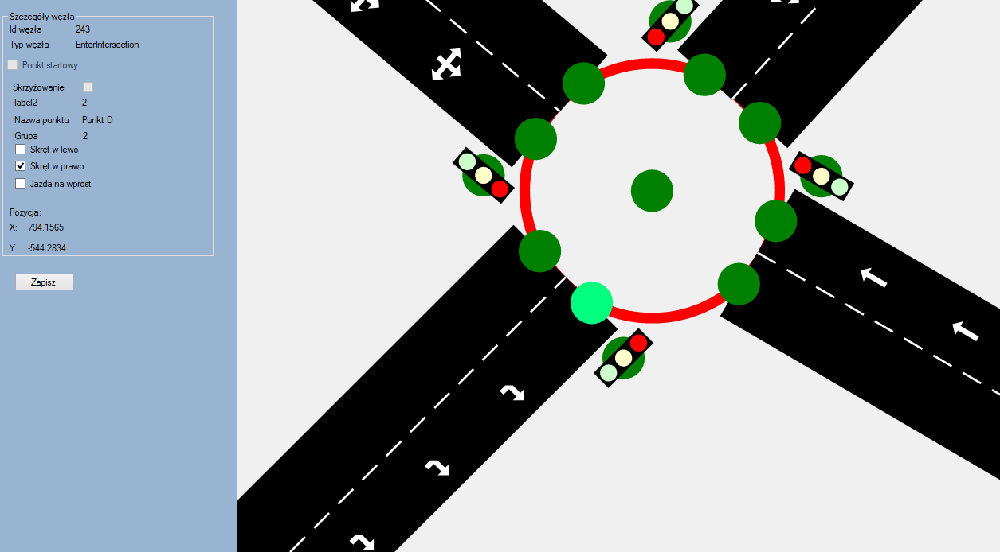 Szczegóły węzła
Id węzła 243
Typ węzła EnterIntersection
Punkt startowy
Skrzyżowanie
label2 2
Nazwa punktu Punkt D
Grupa 2
Skręt w lewo
Skręt w prawo
Jazda na wprost
Pozycja:
X: 794.1565
Y: -544.2834
Zapisz